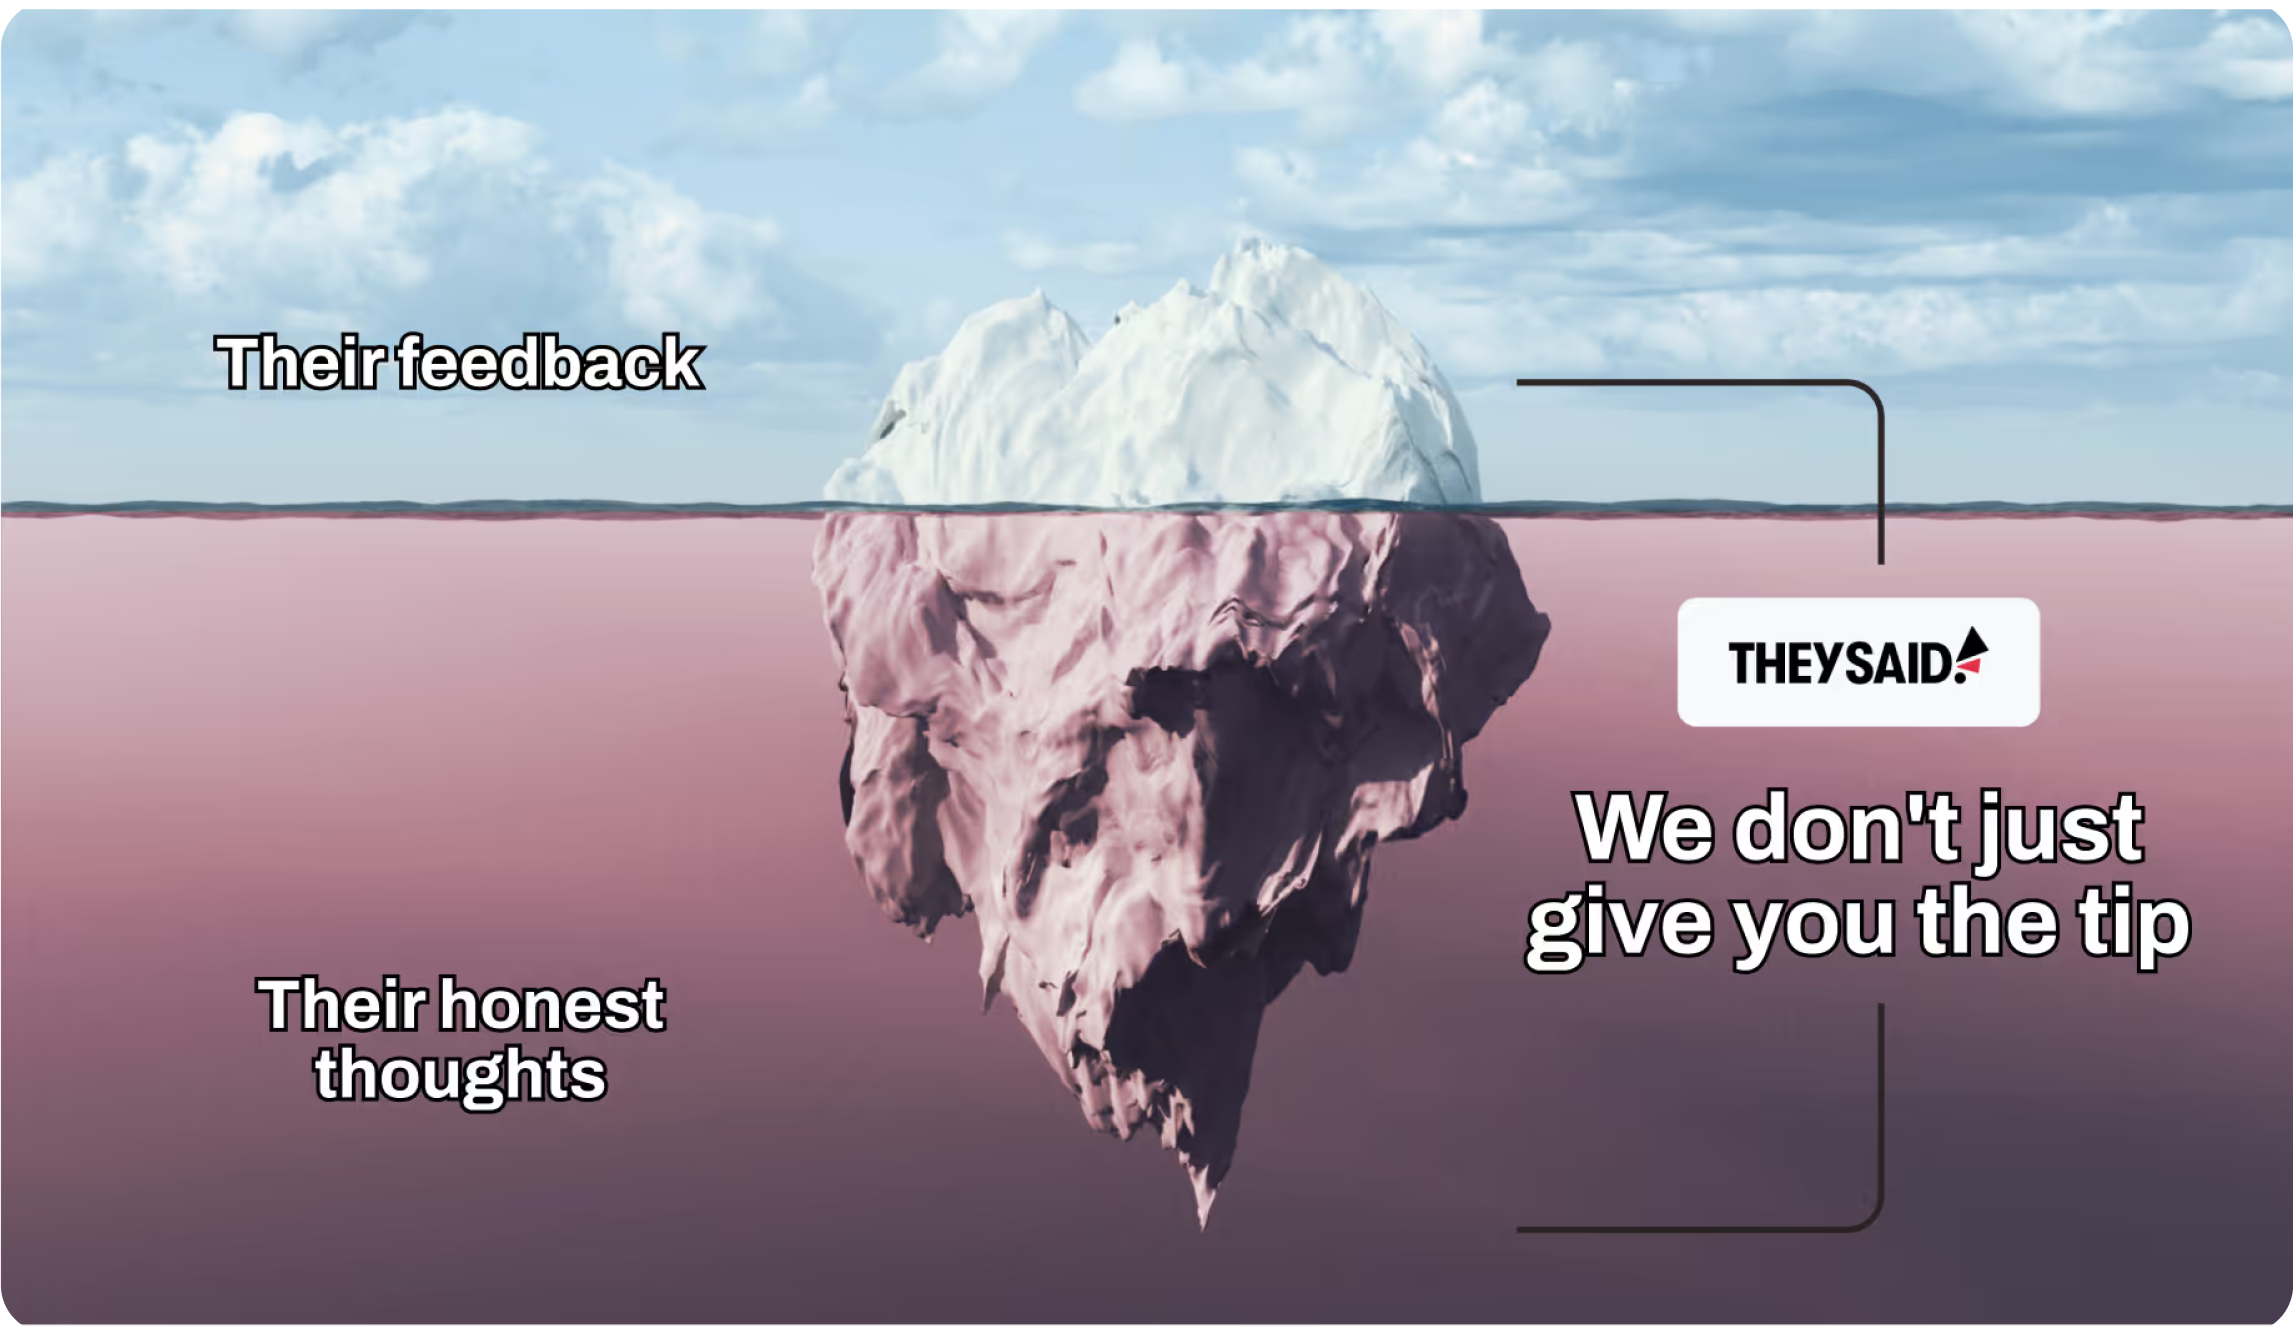 Their feedback
THEYSAID
We don't just
give you the tip
Their honest
thoughts